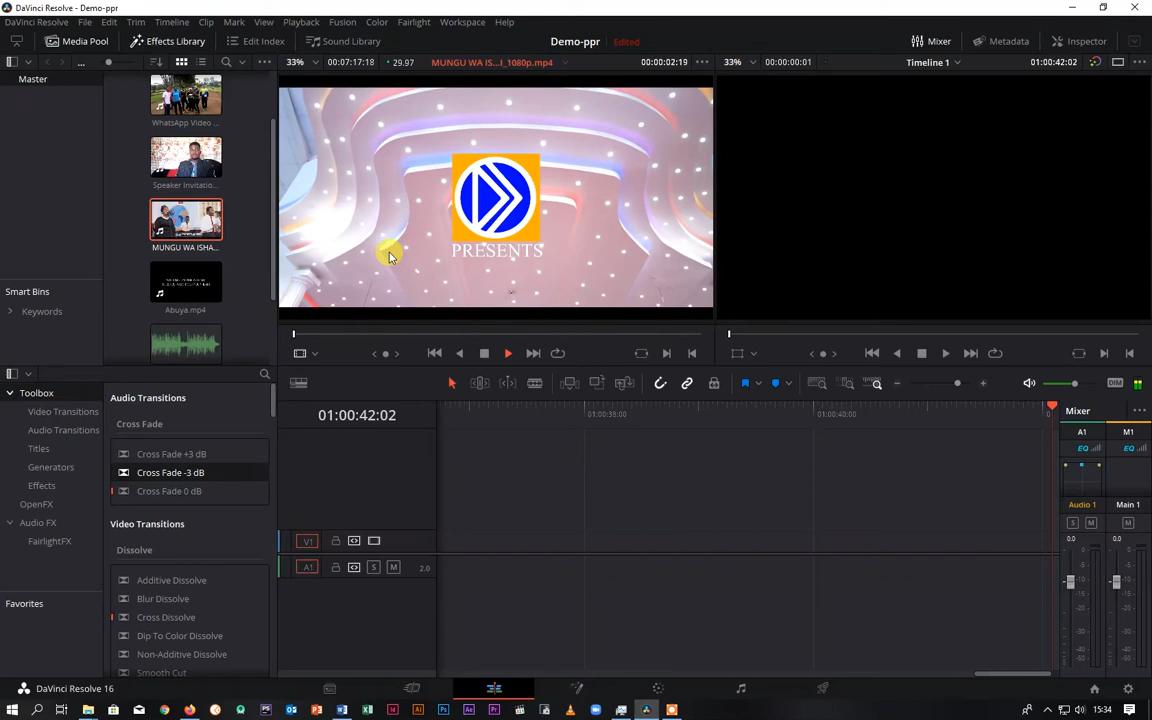 DaVinci Resolve - Demo-ppr
DaVinci Resolve File Edit Trim Timeline Clip Mark View Playback Fusion Color Fairlight Workspace Help
Media Pool Effects Library Edit Index Sound Library Demo-ppr Edited Mixer Metadata Inspector
... 33% 00:07:17:18 29.97 MUNGU WA IS...I_1080p.mp4 00:00:02:19 33% 00:00:00:01 Timeline 1 01:00:42:02
Master
WhatsApp Video ...
Speaker Invitatio...
MUNGU WA ISHA...
PRESENTS
Smart Bins
Keywords
Abuya.mp4
Toolbox
Video Transitions
Audio Transitions
Titles
Generators
Effects
OpenFX
Audio FX
FairlightFX
Favorites
Audio Transitions
Cross Fade
Cross Fade +3 dB
Cross Fade -3 dB
Cross Fade 0 dB
Video Transitions
Dissolve
Additive Dissolve
Blur Dissolve
Cross Dissolve
Dip To Color Dissolve
Non-Additive Dissolve
Smooth Cut
DIM
01:00:42:02 01:00:38:00 01:00:40:00
V1
A1 S M 2.0
Mixer
A1 M1
EQ EQ
Audio 1 Main 1
S M M
0.0 0.0
DaVinci Resolve 16
15:34